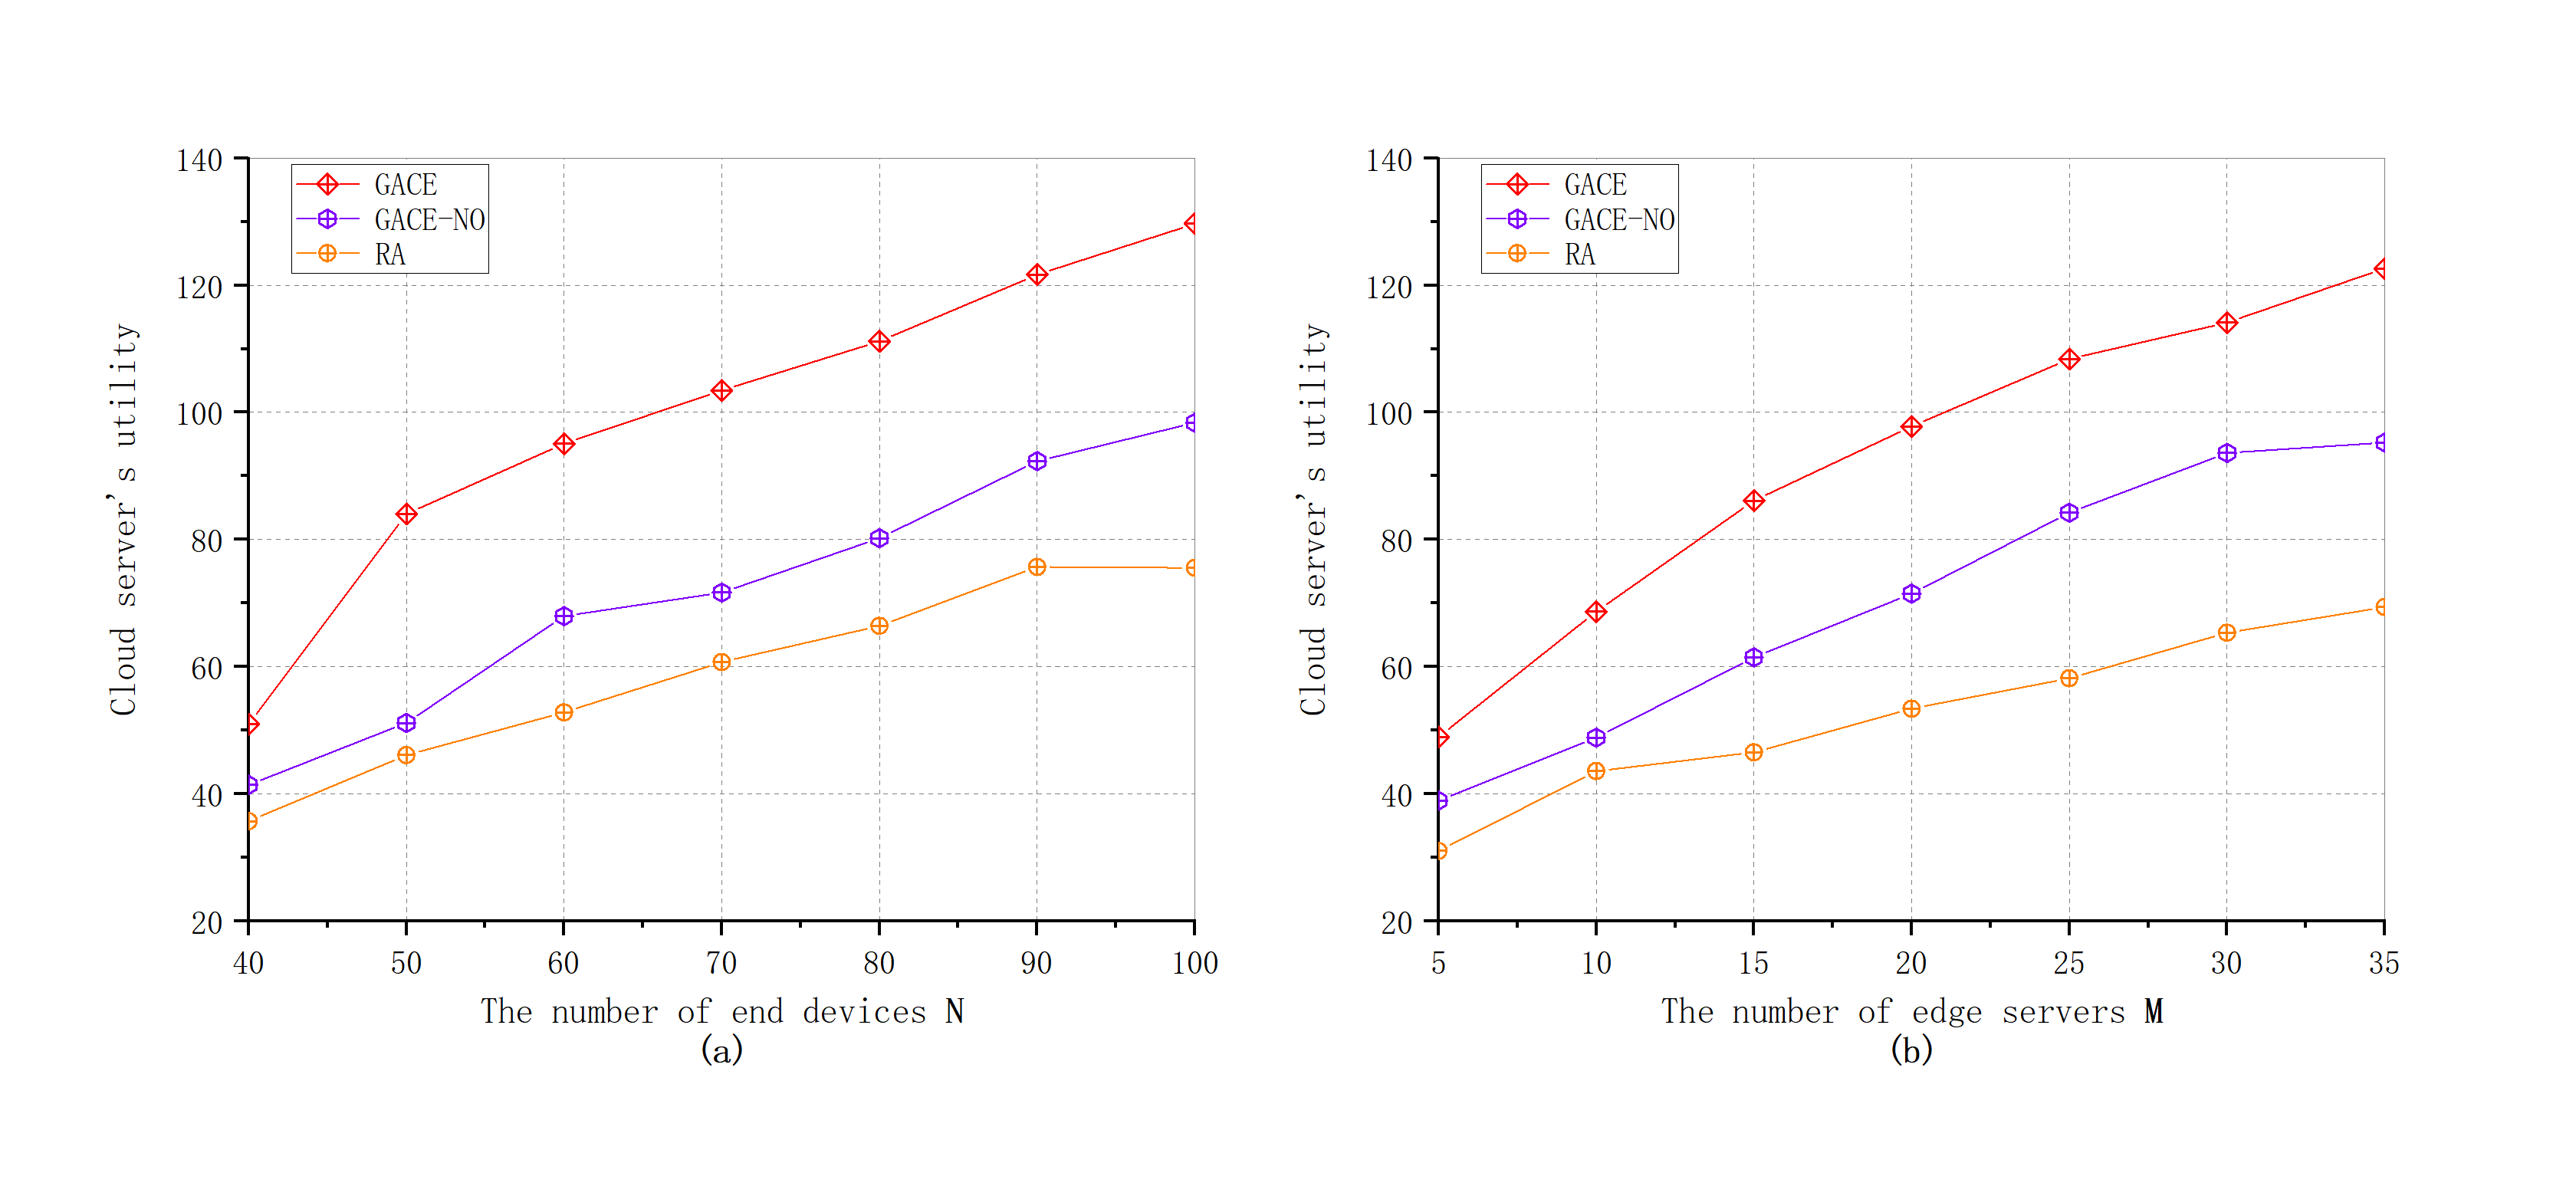 140
120
100
80
60
40
20
Cloud server's utility
GACE
GACE-NO
RA
40 50 60 70 80 90 100
The number of end devices N
(a)
140
120
100
80
60
40
20
Cloud server's utility
GACE
GACE-NO
RA
5 10 15 20 25 30 35
The number of edge servers M
(b)